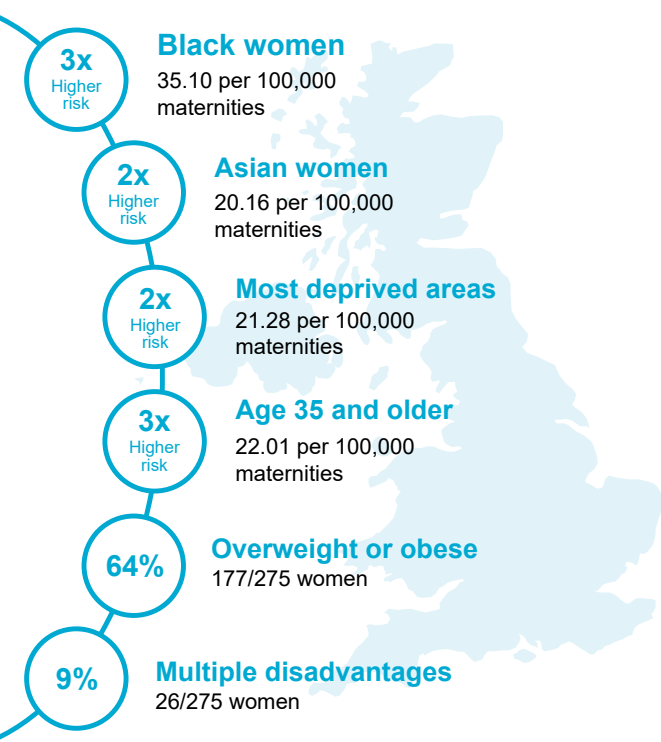 3x
Higher
risk
Black women
35.10 per 100,000
maternities
2x
Higher
risk
Asian women
20.16 per 100,000
maternities
2x
Higher
risk
Most deprived areas
21.28 per 100,000
maternities
3x
Higher
risk
Age 35 and older
22.01 per 100,000
maternities
64%
Overweight or obese
177/275 women
9%
Multiple disadvantages
26/275 women